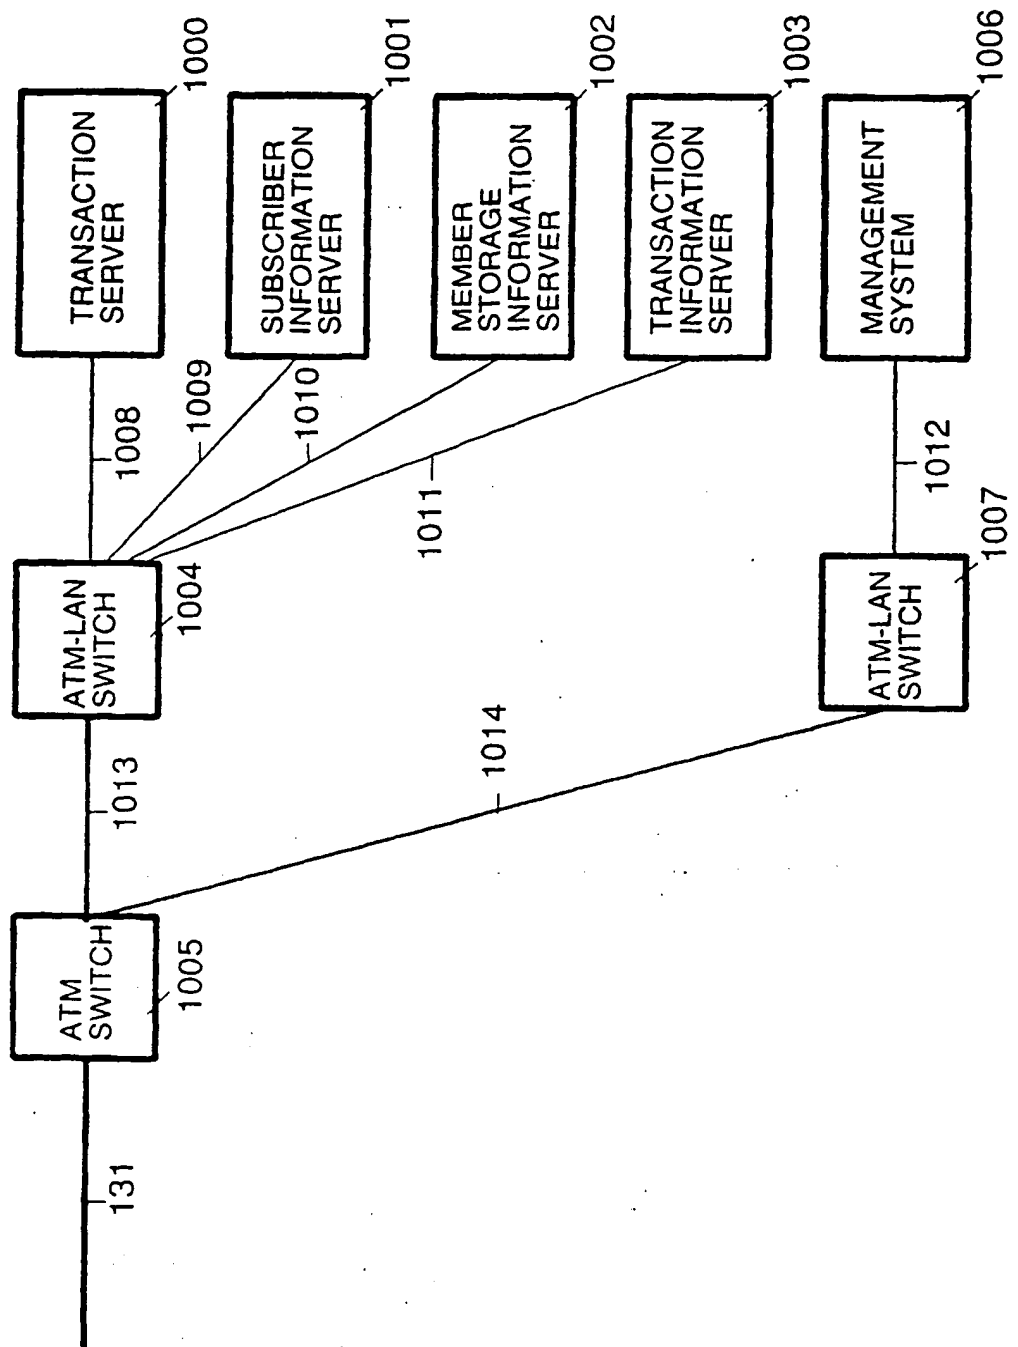 TRANSACTION
SERVER
1000
SUBSCRIBER
INFORMATION
SERVER
1001
MEMBER
STORAGE
INFORMATION
SERVER
1002
TRANSACTION
INFORMATION
SERVER
1003
MANAGEMENT
SYSTEM
1006
1008
1009
1010
1011
1012
ATM-LAN
SWITCH
1004
ATM-LAN
SWITCH
1007
1013
1014
ATM
SWITCH
1005
131